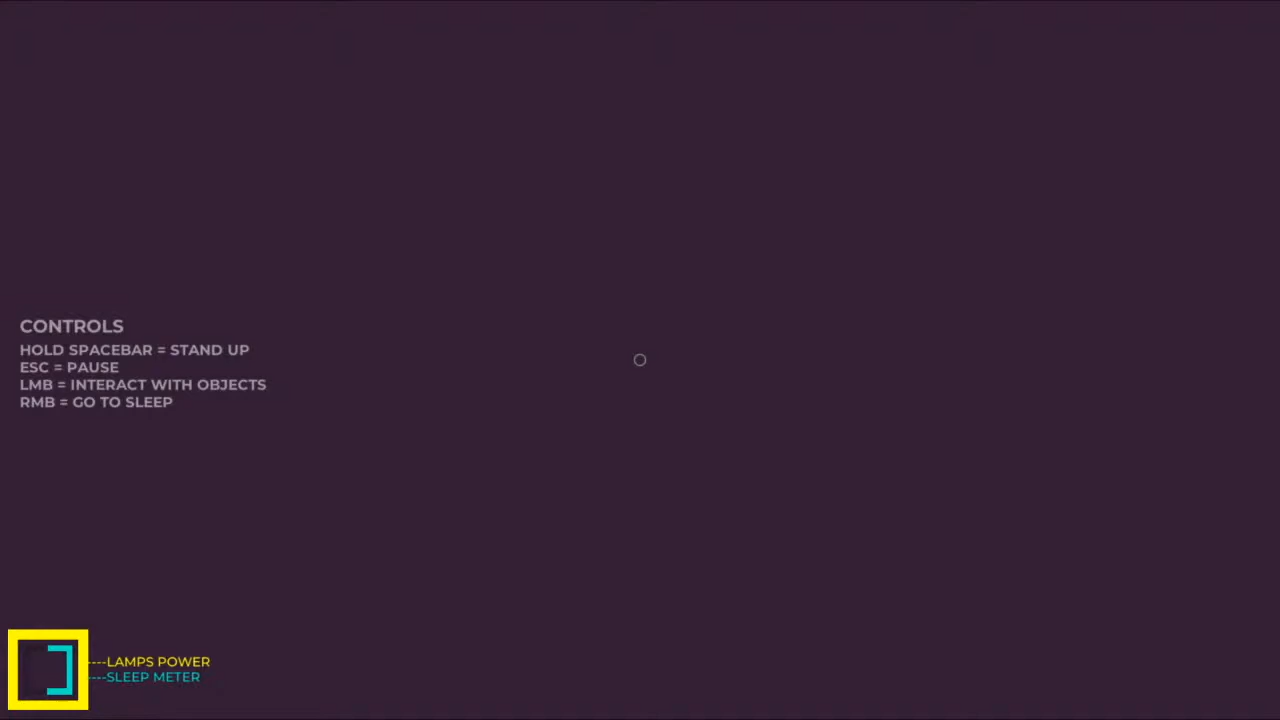 CONTROLS
HOLD SPACEBAR = STAND UP
ESC = PAUSE
LMB = INTERACT WITH OBJECTS
RMB = GO TO SLEEP
----LAMPS POWER
----SLEEP METER